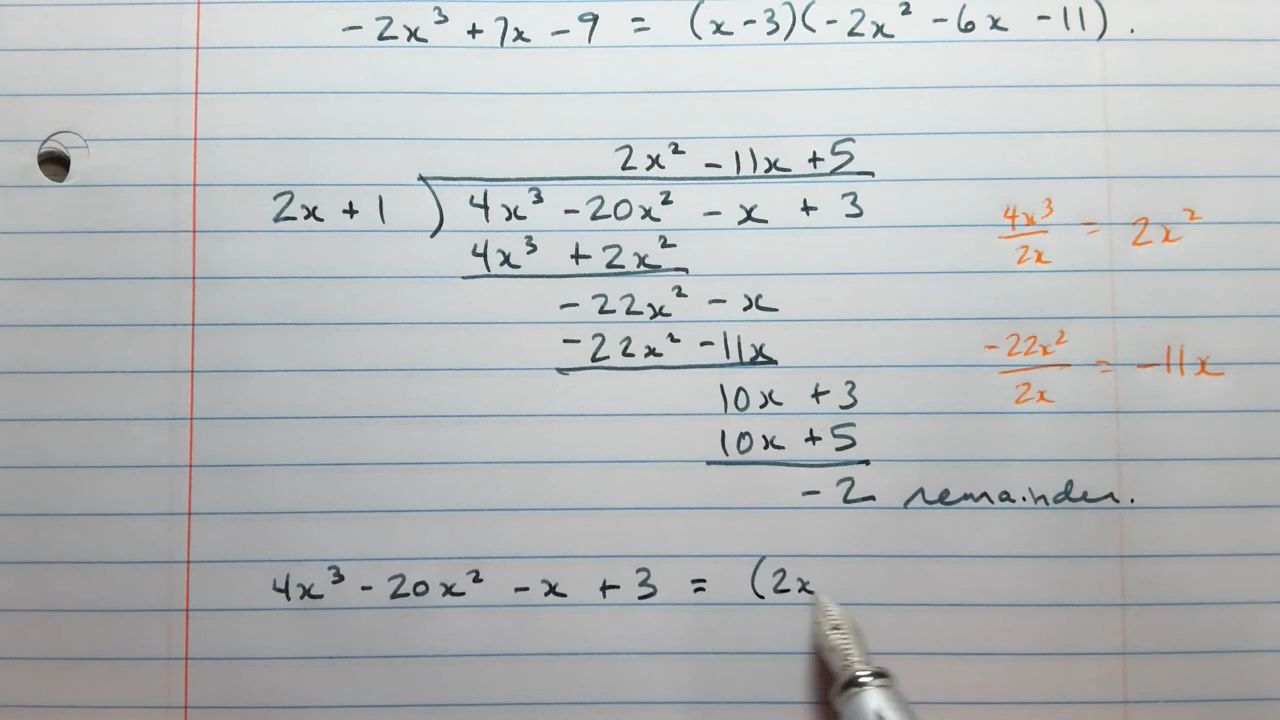 -2x³ + 7x - 9 = (x-3)(-2x² - 6x - 11).
2x² - 11x + 5
2x + 1 ) 4x³ - 20x² - x + 3
4x³ + 2x²
-22x² - x
-22x² - 11x
10x + 3
10x + 5
-2 remainder.
4x³/2x = 2x²
-22x²/2x = -11x
4x³ - 20x² - x + 3 = (2x